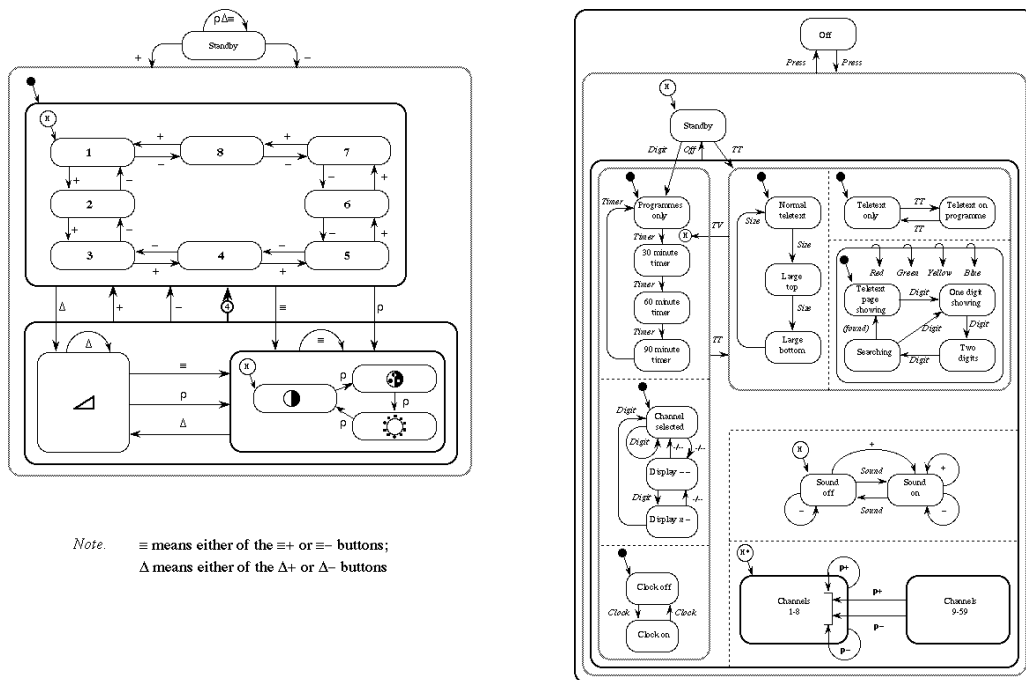 ρΔ≡
Standby
+
–
H
1
+
–
8
+
–
7
+
–
–
+
2
6
+
–
–
+
3
–
+
4
–
+
5
Δ
+
–
4
≡
ρ
Δ
≡
ρ
Δ
≡
H
ρ
ρ
ρ
Note.
≡ means either of the ≡+ or ≡– buttons;
Δ means either of the Δ+ or Δ– buttons
Off
Press
Press
H
Standby
Digit
Off
TT
Timer
Programmes
only
Timer
30 minute
timer
Timer
60 minute
timer
Timer
90 minute
timer
TV
H
TT
Size
Normal
teletext
Size
Large
top
Size
Large
bottom
Teletext
only
TT
TT
Teletext on
programme
Red
Green
Yellow
Blue
Teletext
page
showing
Digit
One digit
showing
(found)
Digit
Digit
Searching
Digit
Two
digits
Digit
Channel
selected
Digit
-/--
-/--
Display – –
Digit
-/--
Display n –
Clock off
Clock
Clock
Clock on
H
+
Sound
off
Sound
Sound
Sound
on
+
–
–
H*
p+
Channels
1-8
p+
p–
p–
Channels
9-59